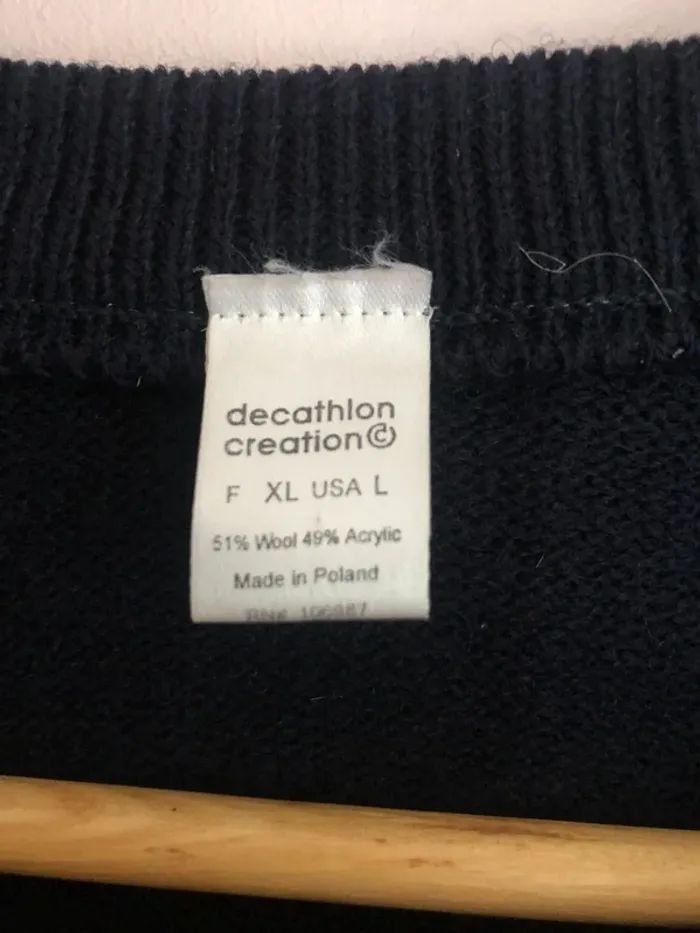 decathlon
creation©
F XL USA L
51% Wool 49% Acrylic
Made in Poland